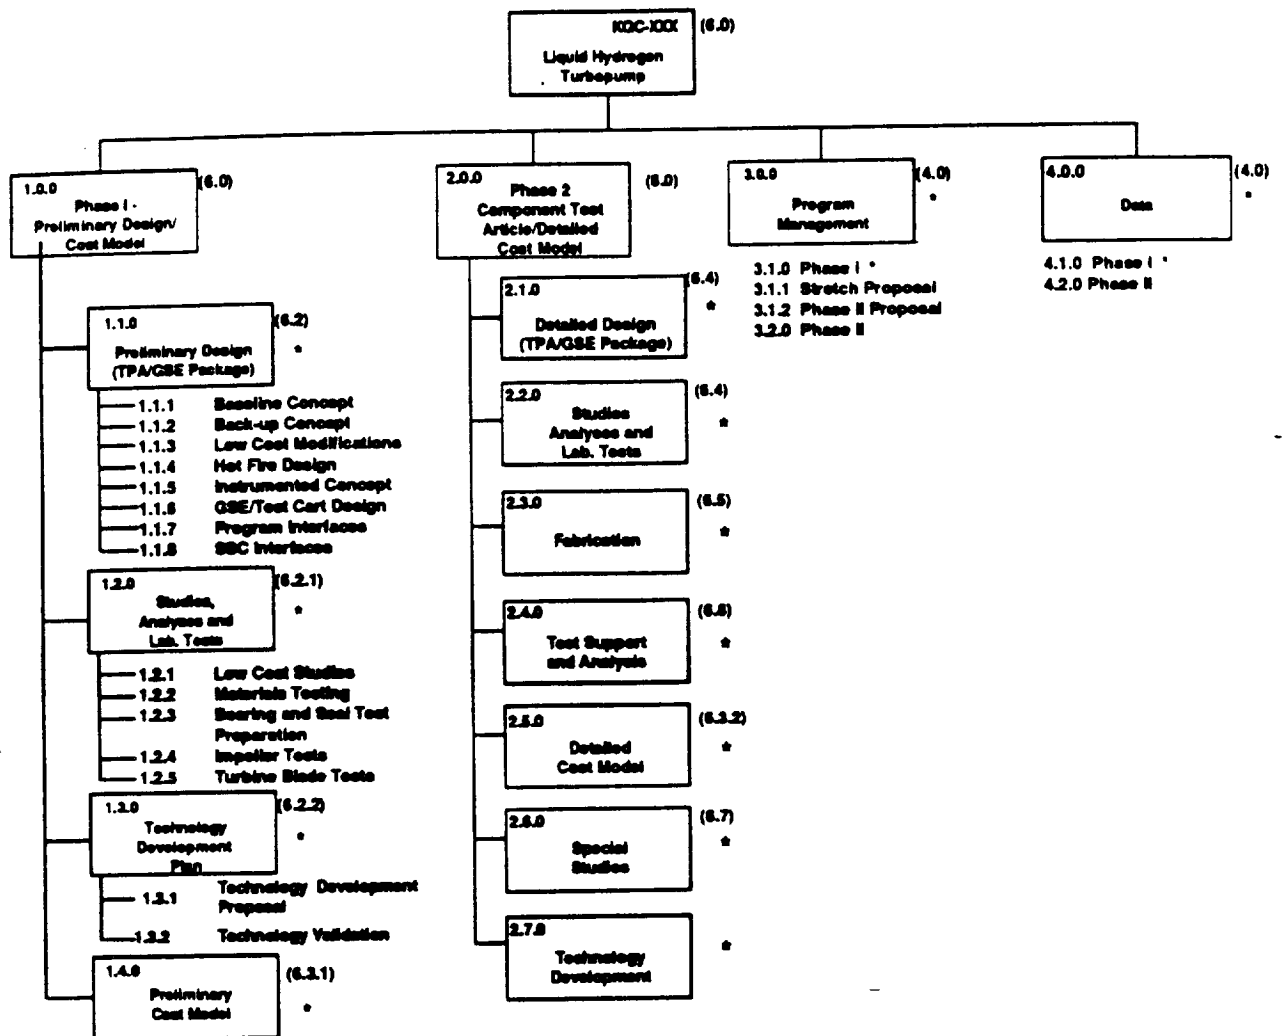 KQC-XXX (6.0)
Liquid Hydrogen
Turbopump
1.0.0 (6.0)
Phase I -
Preliminary Design/
Cost Model
1.1.0 (6.2)
Preliminary Design *
(TPA/GSE Package)
1.1.1 Baseline Concept
1.1.2 Back-up Concept
1.1.3 Low Cost Modifications
1.1.4 Hot Fire Design
1.1.5 Instrumented Concept
1.1.6 GSE/Test Cart Design
1.1.7 Program Interfaces
1.1.8 SBC Interfaces
1.2.0 (6.2.1)
Studies, *
Analyses and
Lab. Tests
1.2.1 Low Cost Studies
1.2.2 Materials Testing
1.2.3 Bearing and Seal Test
Preparation
1.2.4 Impeller Tests
1.2.5 Turbine Blade Tests
1.3.0 (6.2.2)
Technology *
Development
Plan
1.3.1 Technology Development
Proposal
1.3.2 Technology Validation
1.4.0 (6.3.1)
Preliminary *
Cost Model
2.0.0 (6.0)
Phase 2
Component Test
Article/Detailed
Cost Model
2.1.0 (6.4)
Detailed Design *
(TPA/GSE Package)
2.2.0 (6.4)
Studies *
Analyses and
Lab. Tests
2.3.0 (6.5)
Fabrication *
2.4.0 (6.6)
Test Support *
and Analysis
2.5.0 (6.3.2)
Detailed *
Cost Model
2.6.0 (6.7)
Special *
Studies
2.7.0
Technology *
Development
3.0.0 (4.0)
Program *
Management
3.1.0 Phase I *
3.1.1 Stretch Proposal
3.1.2 Phase II Proposal
3.2.0 Phase II
4.0.0 (4.0)
Data *
4.1.0 Phase I *
4.2.0 Phase II